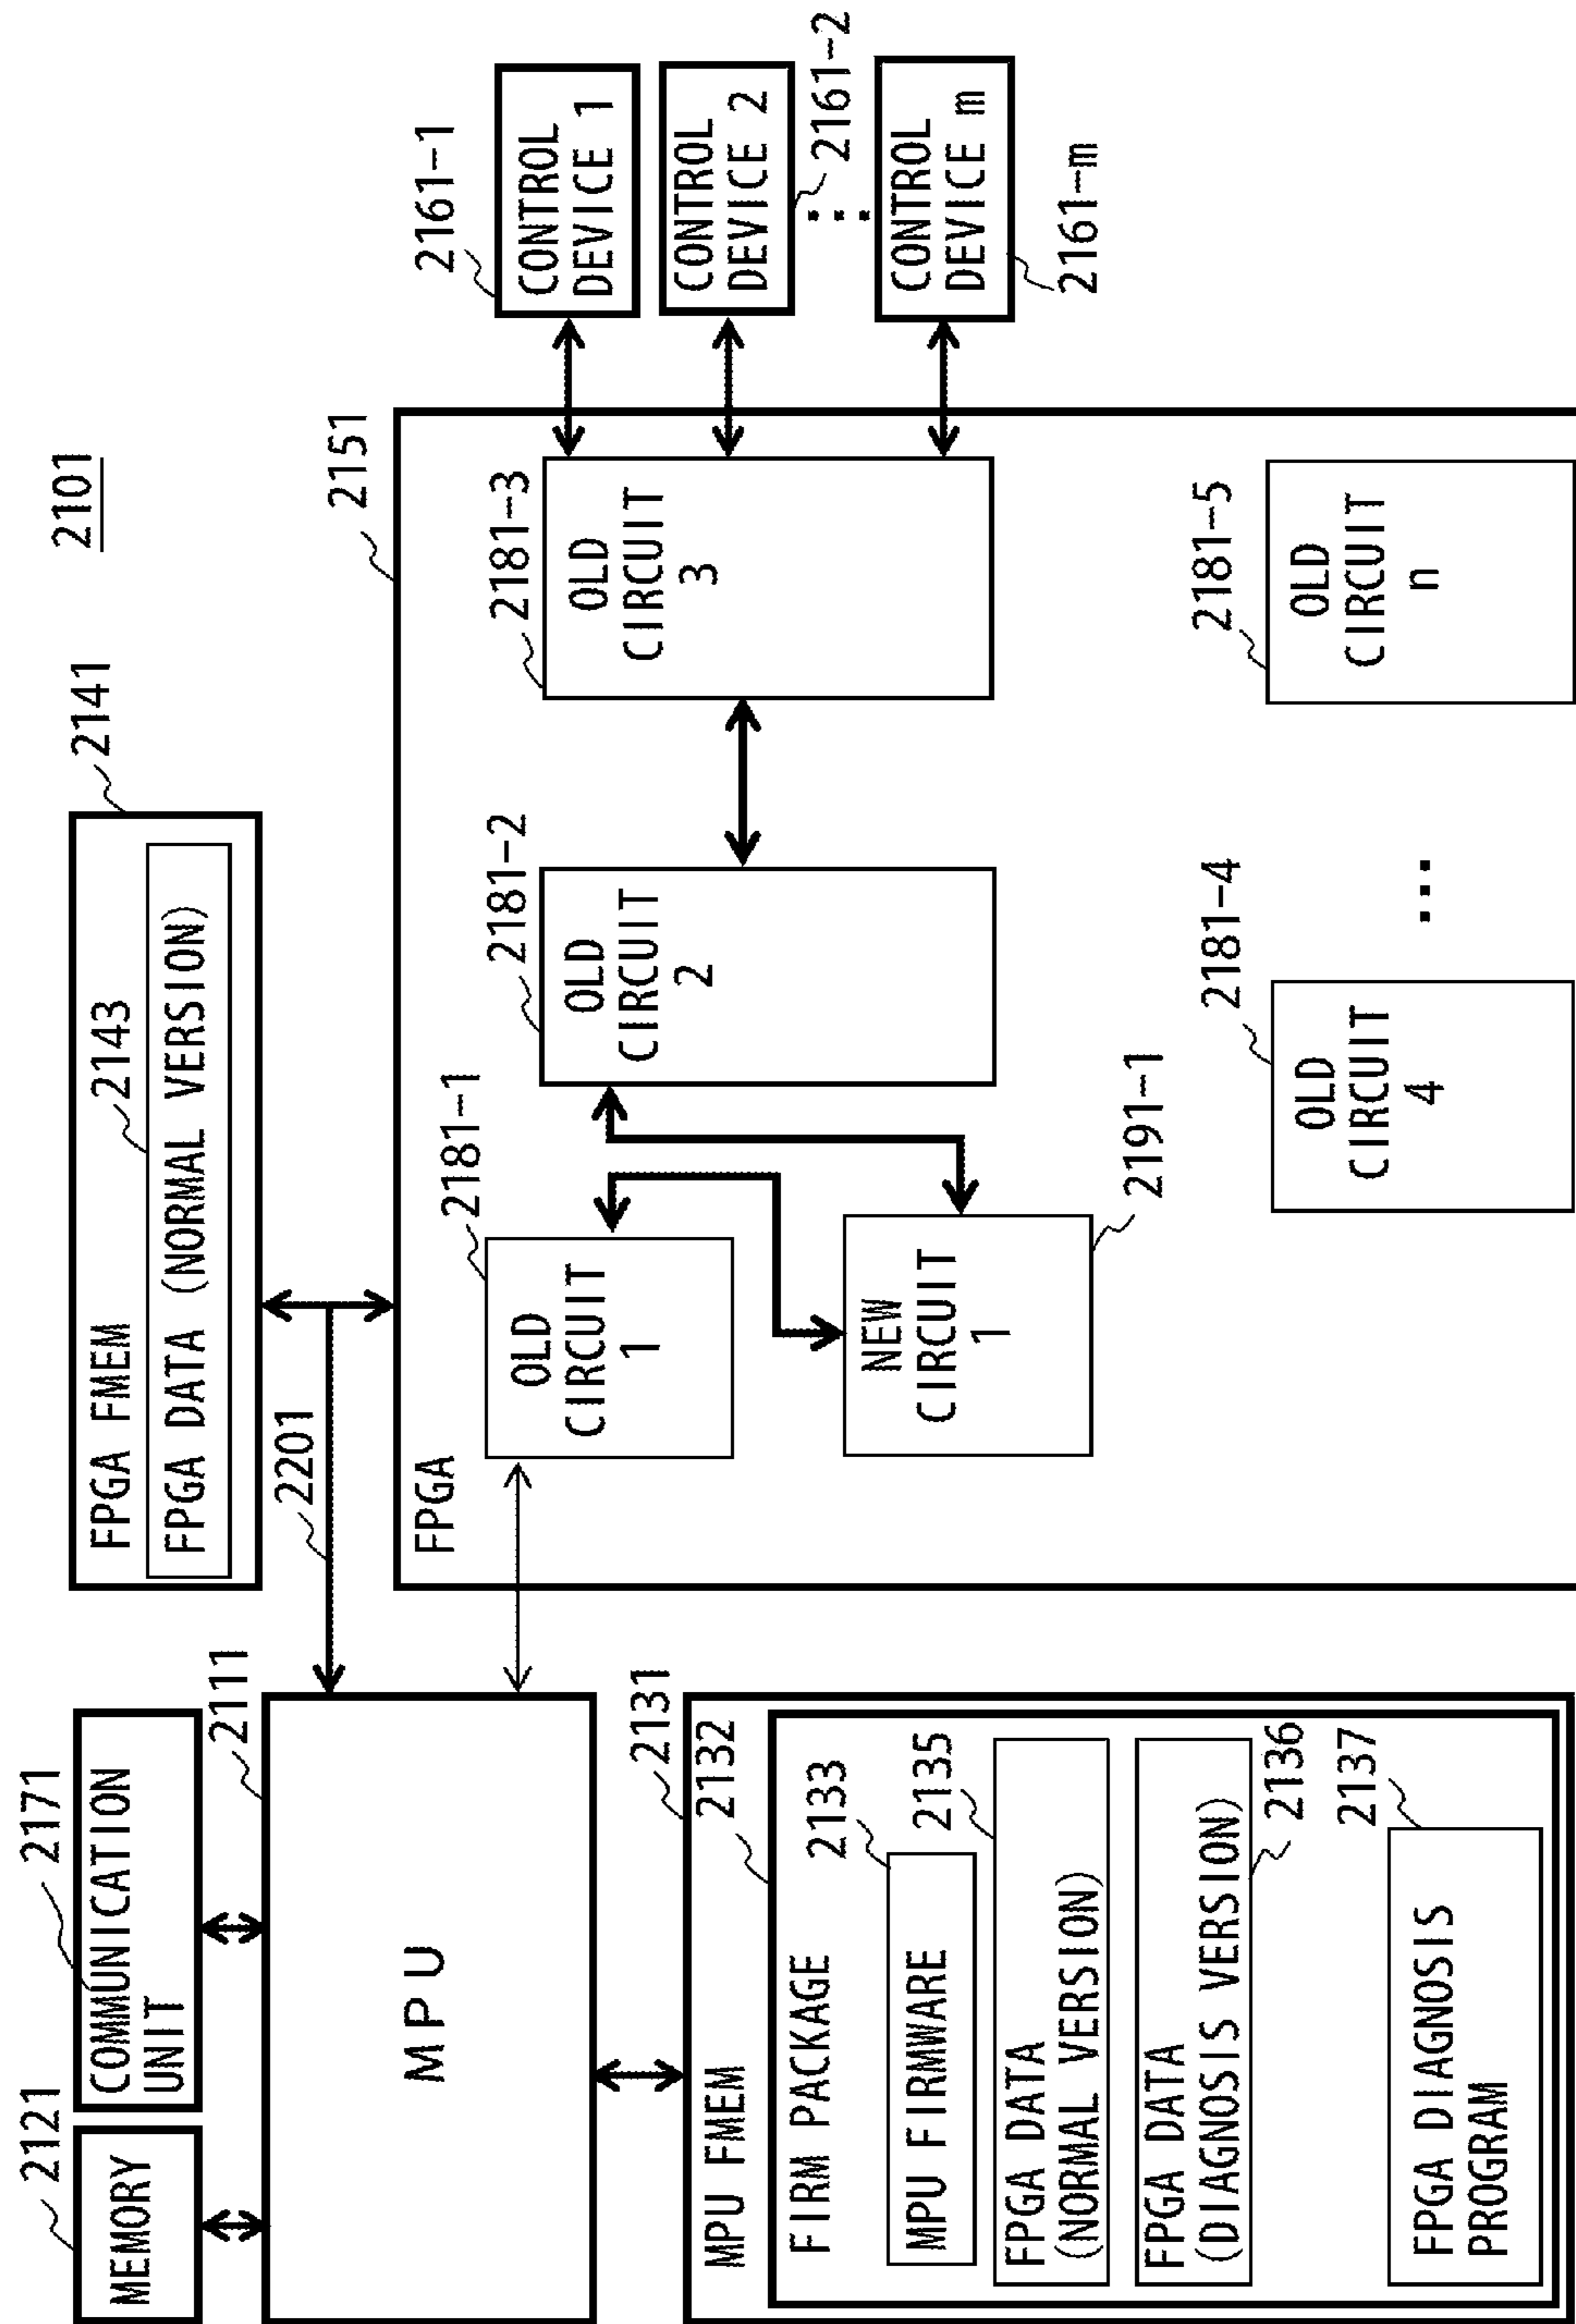 2101
2121
2171
MEMORY
COMMUNICATION
UNIT
2111
MPU
2201
2141
FPGA FMEM
2143
FPGA DATA (NORMAL VERSION)
2131
MPU FMEM
2132
FIRM PACKAGE
2133
MPU FIRMWARE
2135
FPGA DATA
(NORMAL VERSION)
FPGA DATA
(DIAGNOSIS VERSION)
2136
2137
FPGA DIAGNOSIS
PROGRAM
2151
FPGA
2181-1
OLD
CIRCUIT
1
2181-2
OLD
CIRCUIT
2
2181-3
OLD
CIRCUIT
3
NEW
CIRCUIT
1
2191-1
2181-4
OLD
CIRCUIT
4
...
2181-5
OLD
CIRCUIT
n
2161-1
CONTROL
DEVICE 1
CONTROL
DEVICE 2
2161-2
...
CONTROL
DEVICE m
2161-m